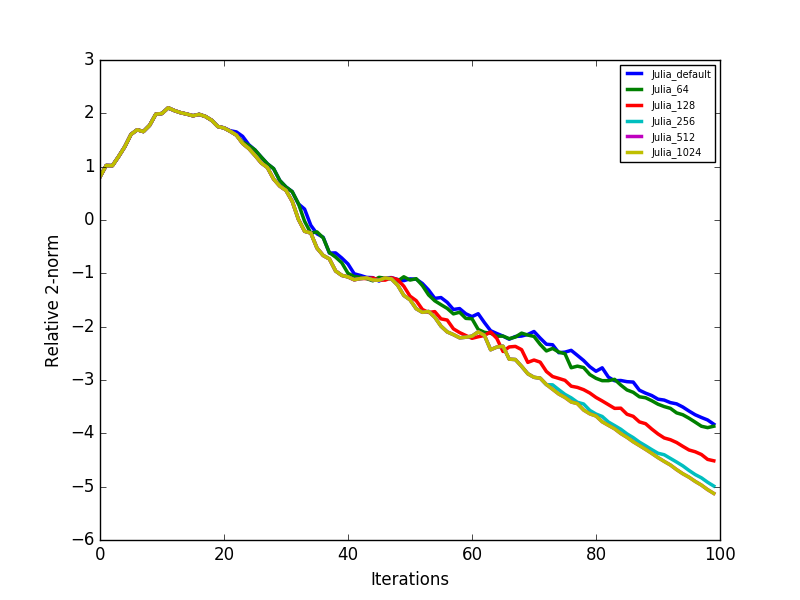 3
2
1
0
−1
−2
−3
−4
−5
−6
0
20
40
60
80
100
Relative 2-norm
Iterations
Julia_default
Julia_64
Julia_128
Julia_256
Julia_512
Julia_1024